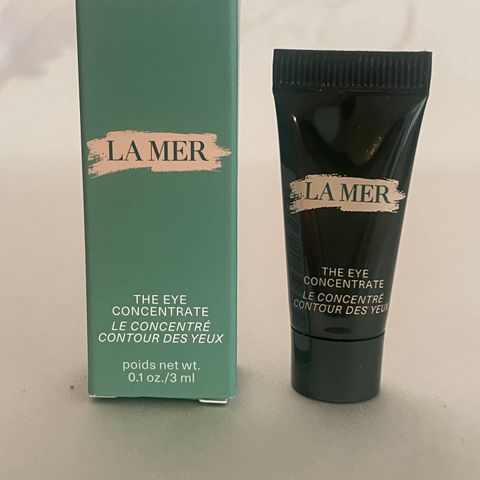 LA MER
THE EYE
CONCENTRATE
LE CONCENTRÉ
CONTOUR DES YEUX
poids net wt.
0.1 oz./3 ml
LA MER
THE EYE
CONCENTRATE
LE CONCENTRÉ
CONTOUR DES YEUX